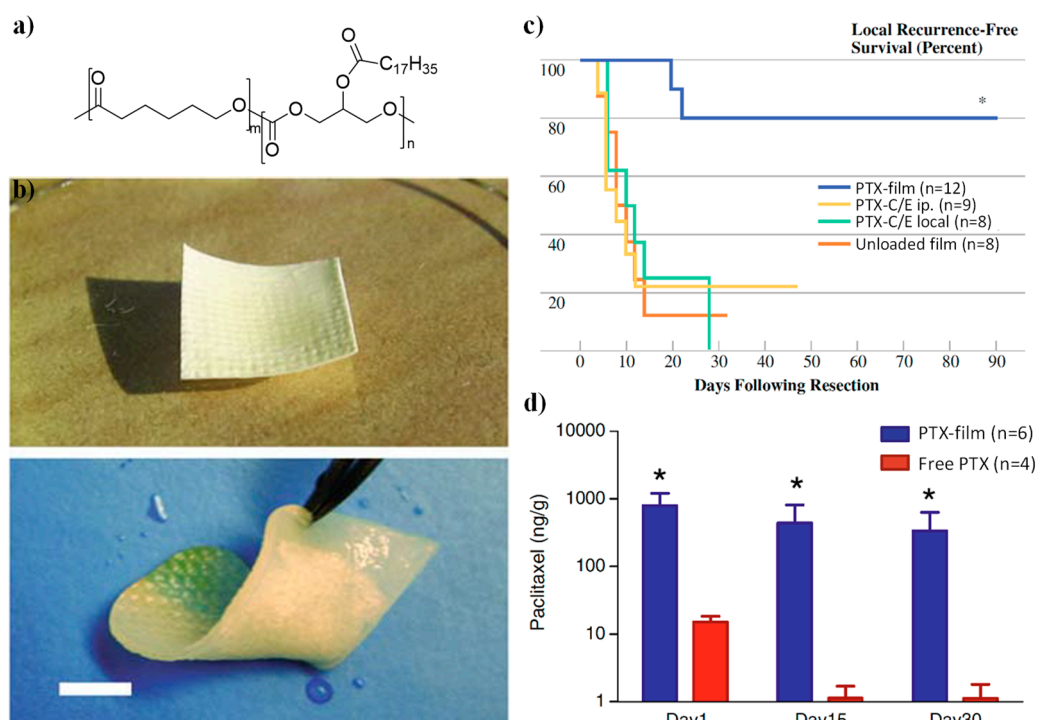 a)
O
C17H35
O
O
O
O
O
m
O
n
b)
c)
Local Recurrence-Free
Survival (Percent)
100
80
60
40
20
*
PTX-film (n=12)
PTX-C/E ip. (n=9)
PTX-C/E local (n=8)
Unloaded film (n=8)
0 10 20 30 40 50 60 70 80 90
Days Following Resection
d)
PTX-film (n=6)
Free PTX (n=4)
Paclitaxel (ng/g)
10000
1000
100
10
1
* * *
Day1 Day15 Day30